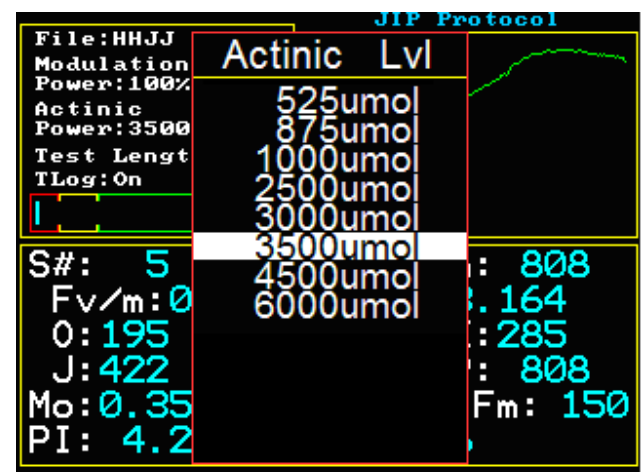 JIP Protocol
File:HHJJ
Modulation
Power:100%
Actinic
Power:3500
Test Lengt
TLog:On
Actinic Lvl
525umol
875umol
1000umol
2500umol
3000umol
3500umol
4500umol
6000umol
S#: 5 : 808
Fv/m:0 .164
O:195 :285
J:422 : 808
Mo:0.35 Fm: 150
PI: 4.2